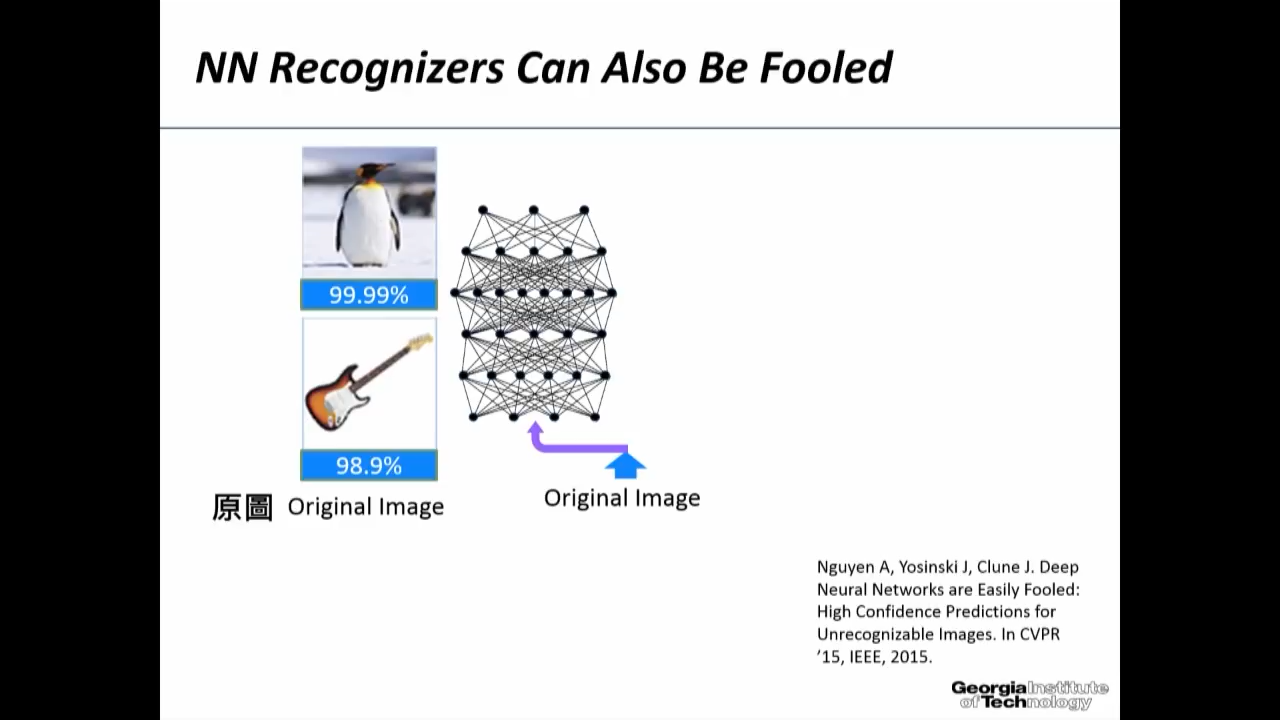 NN Recognizers Can Also Be Fooled
99.99%
98.9%
原圖 Original Image
Original Image
Nguyen A, Yosinski J, Clune J. Deep
Neural Networks are Easily Fooled:
High Confidence Predictions for
Unrecognizable Images. In CVPR
’15, IEEE, 2015.
Georgia Institute
of Technology